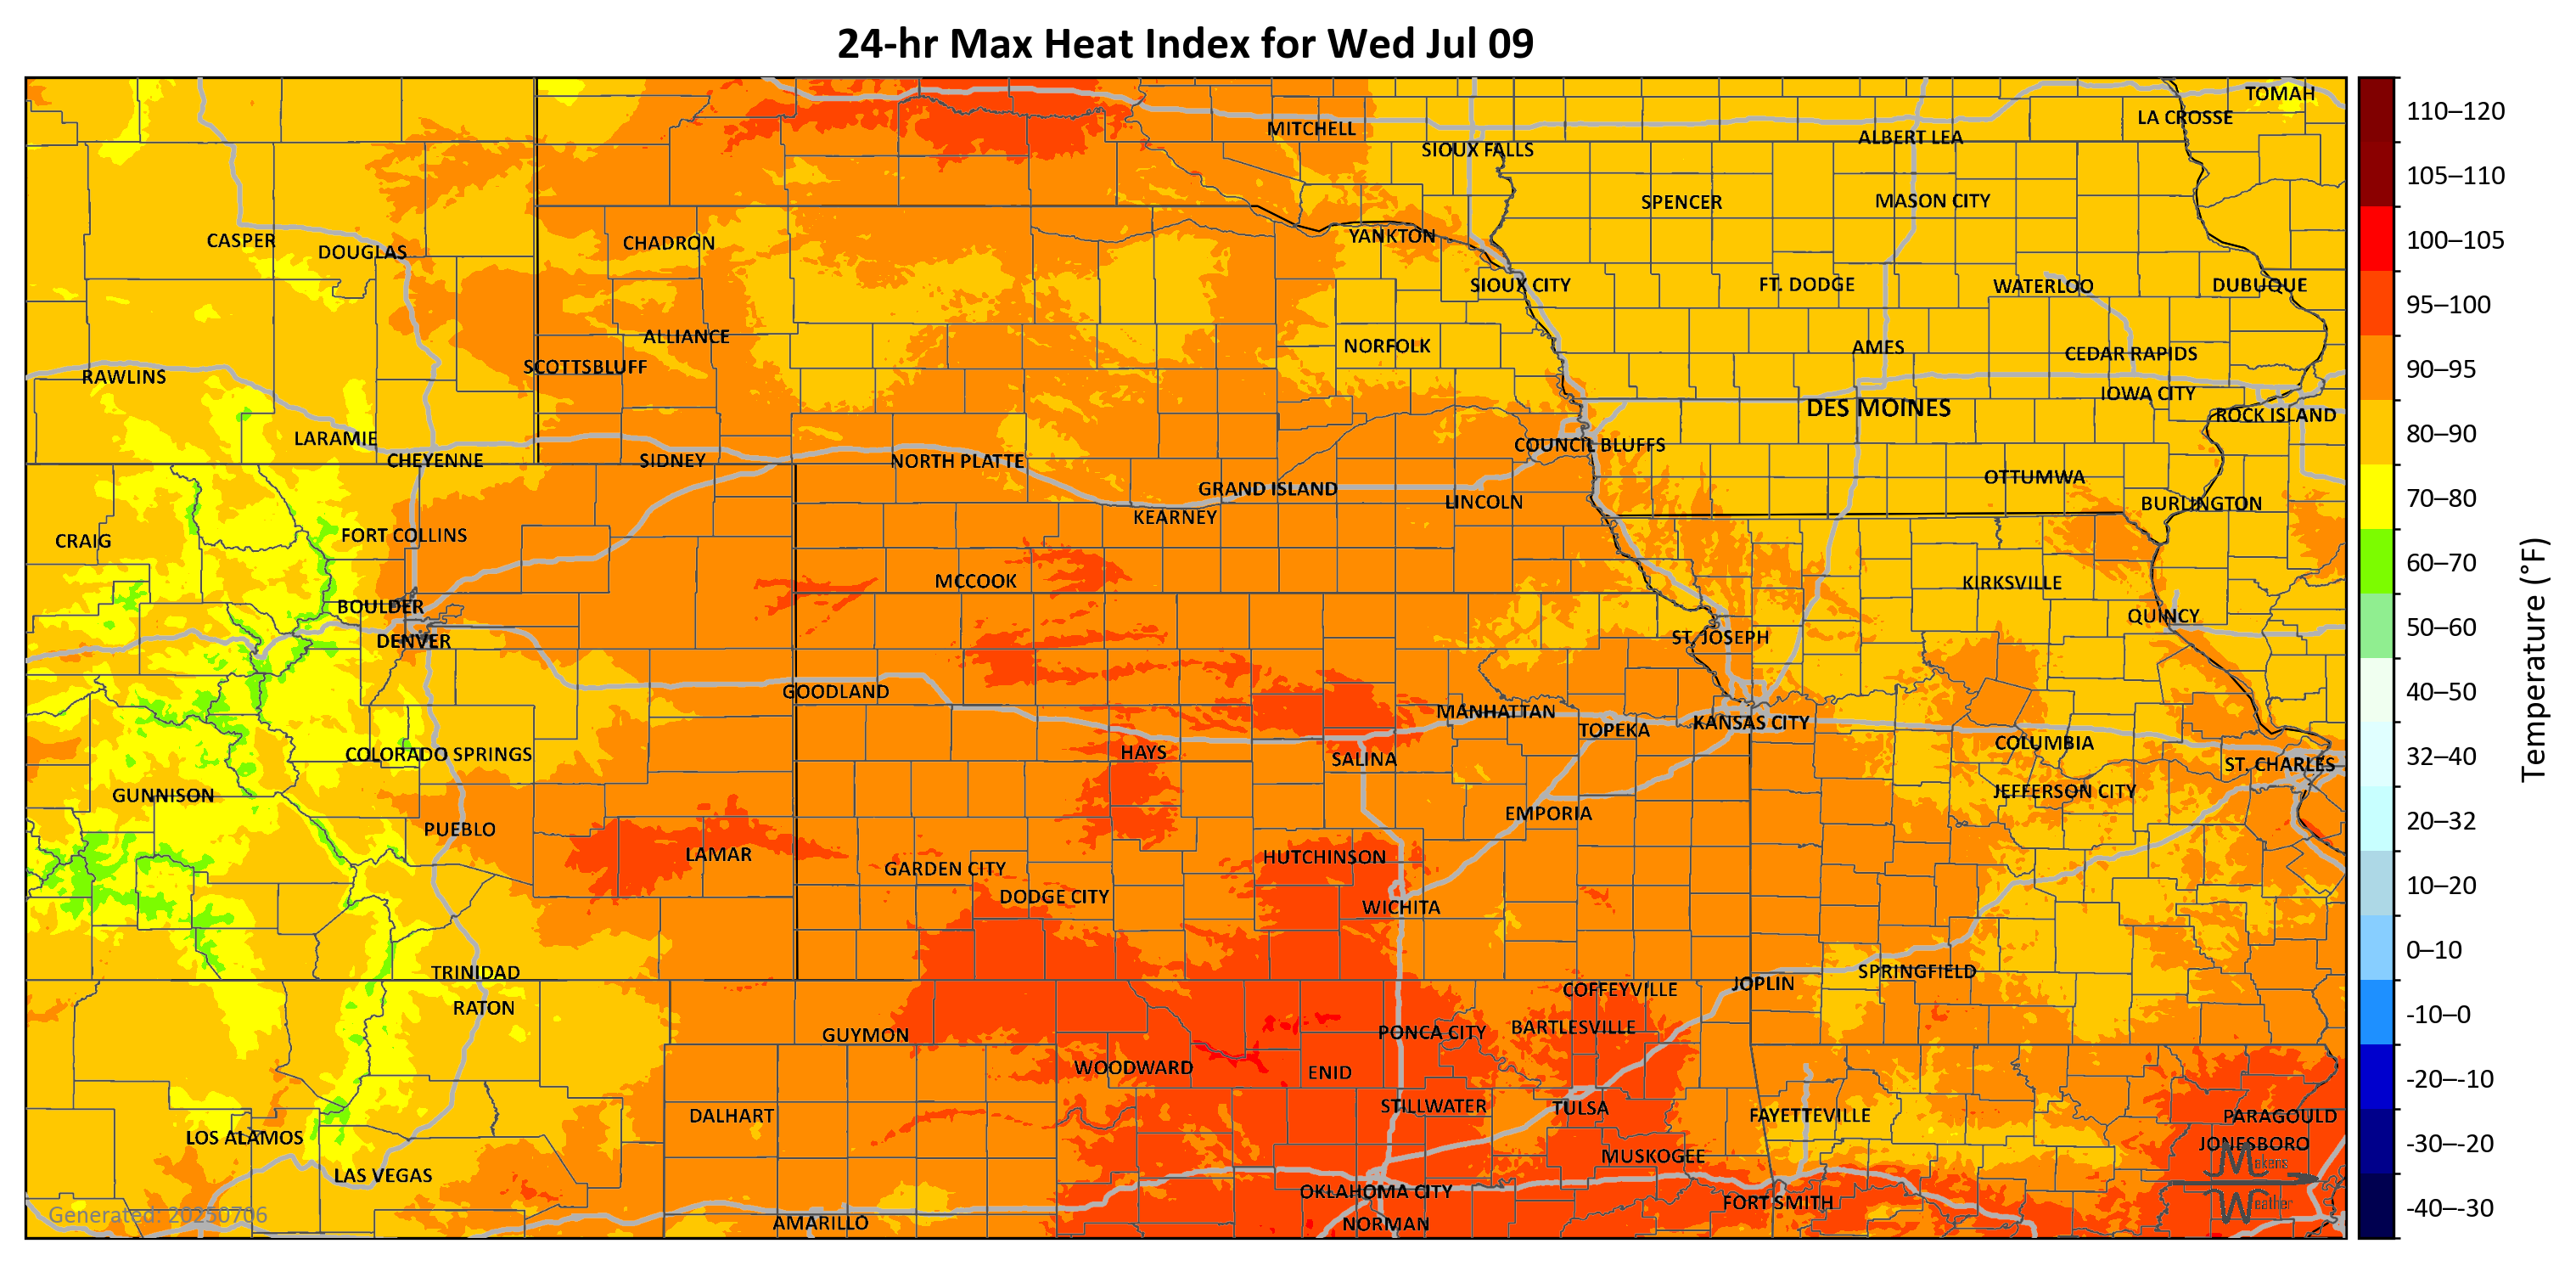 24-hr Max Heat Index for Wed Jul 09
TOMAH
LA CROSSE
MITCHELL
ALBERT LEA
SIOUX FALLS
SPENCER
MASON CITY
CASPER
DOUGLAS
CHADRON
YANKTON
SIOUX CITY
FT. DODGE
WATERLOO
DUBUQUE
ALLIANCE
NORFOLK
AMES
CEDAR RAPIDS
SCOTTSBLUFF
RAWLINS
IOWA CITY
DES MOINES
ROCK ISLAND
LARAMIE
COUNCIL BLUFFS
CHEYENNE
SIDNEY
NORTH PLATTE
OTTUMWA
GRAND ISLAND
LINCOLN
BURLINGTON
KEARNEY
CRAIG
FORT COLLINS
MCCOOK
KIRKSVILLE
BOULDER
QUINCY
DENVER
ST. JOSEPH
GOODLAND
MANHATTAN
TOPEKA
KANSAS CITY
COLUMBIA
COLORADO SPRINGS
HAYS
SALINA
ST. CHARLES
GUNNISON
JEFFERSON CITY
EMPORIA
PUEBLO
LAMAR
HUTCHINSON
GARDEN CITY
DODGE CITY
WICHITA
TRINIDAD
SPRINGFIELD
JOPLIN
COFFEYVILLE
RATON
GUYMON
PONCA CITY
BARTLESVILLE
WOODWARD
ENID
STILLWATER
TULSA
DALHART
FAYETTEVILLE
PARAGOULD
LOS ALAMOS
JONESBORO
MUSKOGEE
LAS VEGAS
OKLAHOMA CITY
FORT SMITH
AMARILLO
NORMAN
Makens
Weather
Generated: 20250706
110–120
105–110
100–105
95–100
90–95
80–90
70–80
60–70
50–60
40–50
32–40
20–32
10–20
0–10
-10–0
-20–-10
-30–-20
-40–-30
Temperature (°F)